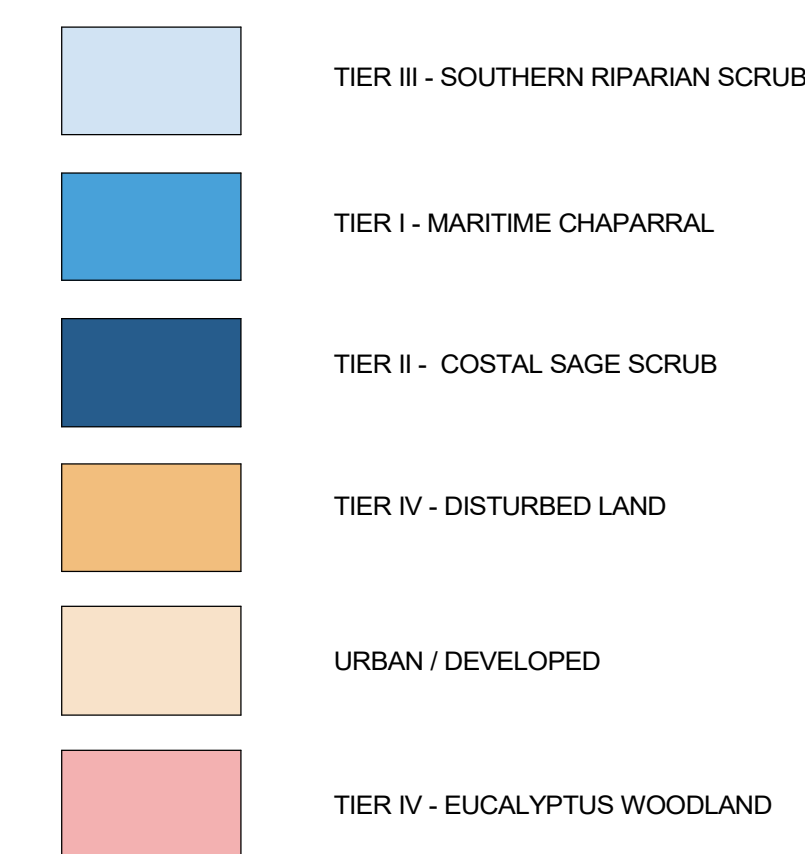 TIER III - SOUTHERN RIPARIAN SCRUB
TIER I - MARITIME CHAPARRAL
TIER II - COSTAL SAGE SCRUB
TIER IV - DISTURBED LAND
URBAN / DEVELOPED
TIER IV - EUCALYPTUS WOODLAND